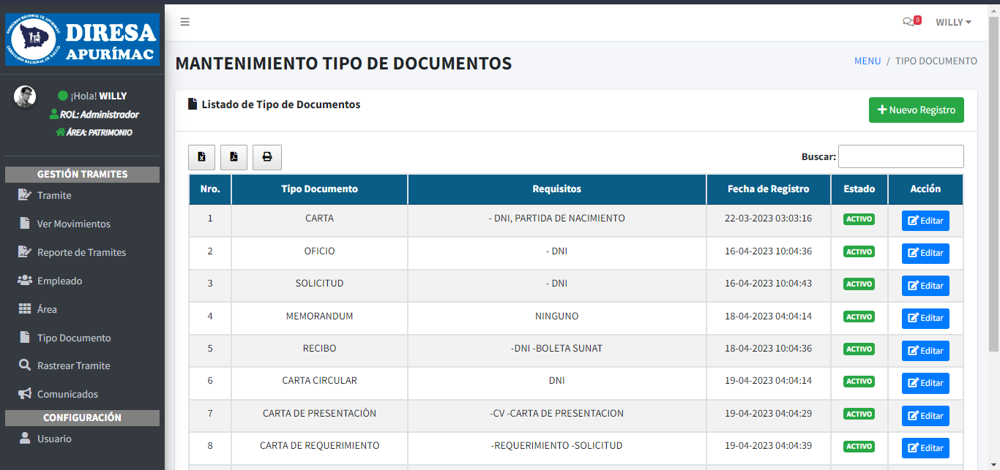 GOBIERNO REGIONAL DE APURIMAC
DIRECCIÓN REGIONAL DE SALUD
DIRESA
APURÍMAC
0
WILLY
MANTENIMIENTO TIPO DE DOCUMENTOS
MENU / TIPO DOCUMENTO
¡Hola! WILLY
ROL: Administrador
ÁREA: PATRIMONIO
GESTIÓN TRAMITES
Tramite
Ver Movimientos
Reporte de Tramites
Empleado
Área
Tipo Documento
Rastrear Tramite
Comunicados
CONFIGURACIÓN
Usuario
Listado de Tipo de Documentos
Nuevo Registro
Buscar:
Nro. Tipo Documento Requisitos Fecha de Registro Estado Acción
1 CARTA - DNI, PARTIDA DE NACIMIENTO 22-03-2023 03:03:16 ACTIVO Editar
2 OFICIO - DNI 16-04-2023 10:04:36 ACTIVO Editar
3 SOLICITUD - DNI 16-04-2023 10:04:43 ACTIVO Editar
4 MEMORANDUM NINGUNO 18-04-2023 04:04:14 ACTIVO Editar
5 RECIBO -DNI -BOLETA SUNAT 18-04-2023 10:04:36 ACTIVO Editar
6 CARTA CIRCULAR DNI 19-04-2023 04:04:14 ACTIVO Editar
7 CARTA DE PRESENTACIÒN -CV -CARTA DE PRESENTACION 19-04-2023 04:04:29 ACTIVO Editar
8 CARTA DE REQUERIMIENTO -REQUERIMIENTO -SOLICITUD 19-04-2023 04:04:39 ACTIVO Editar